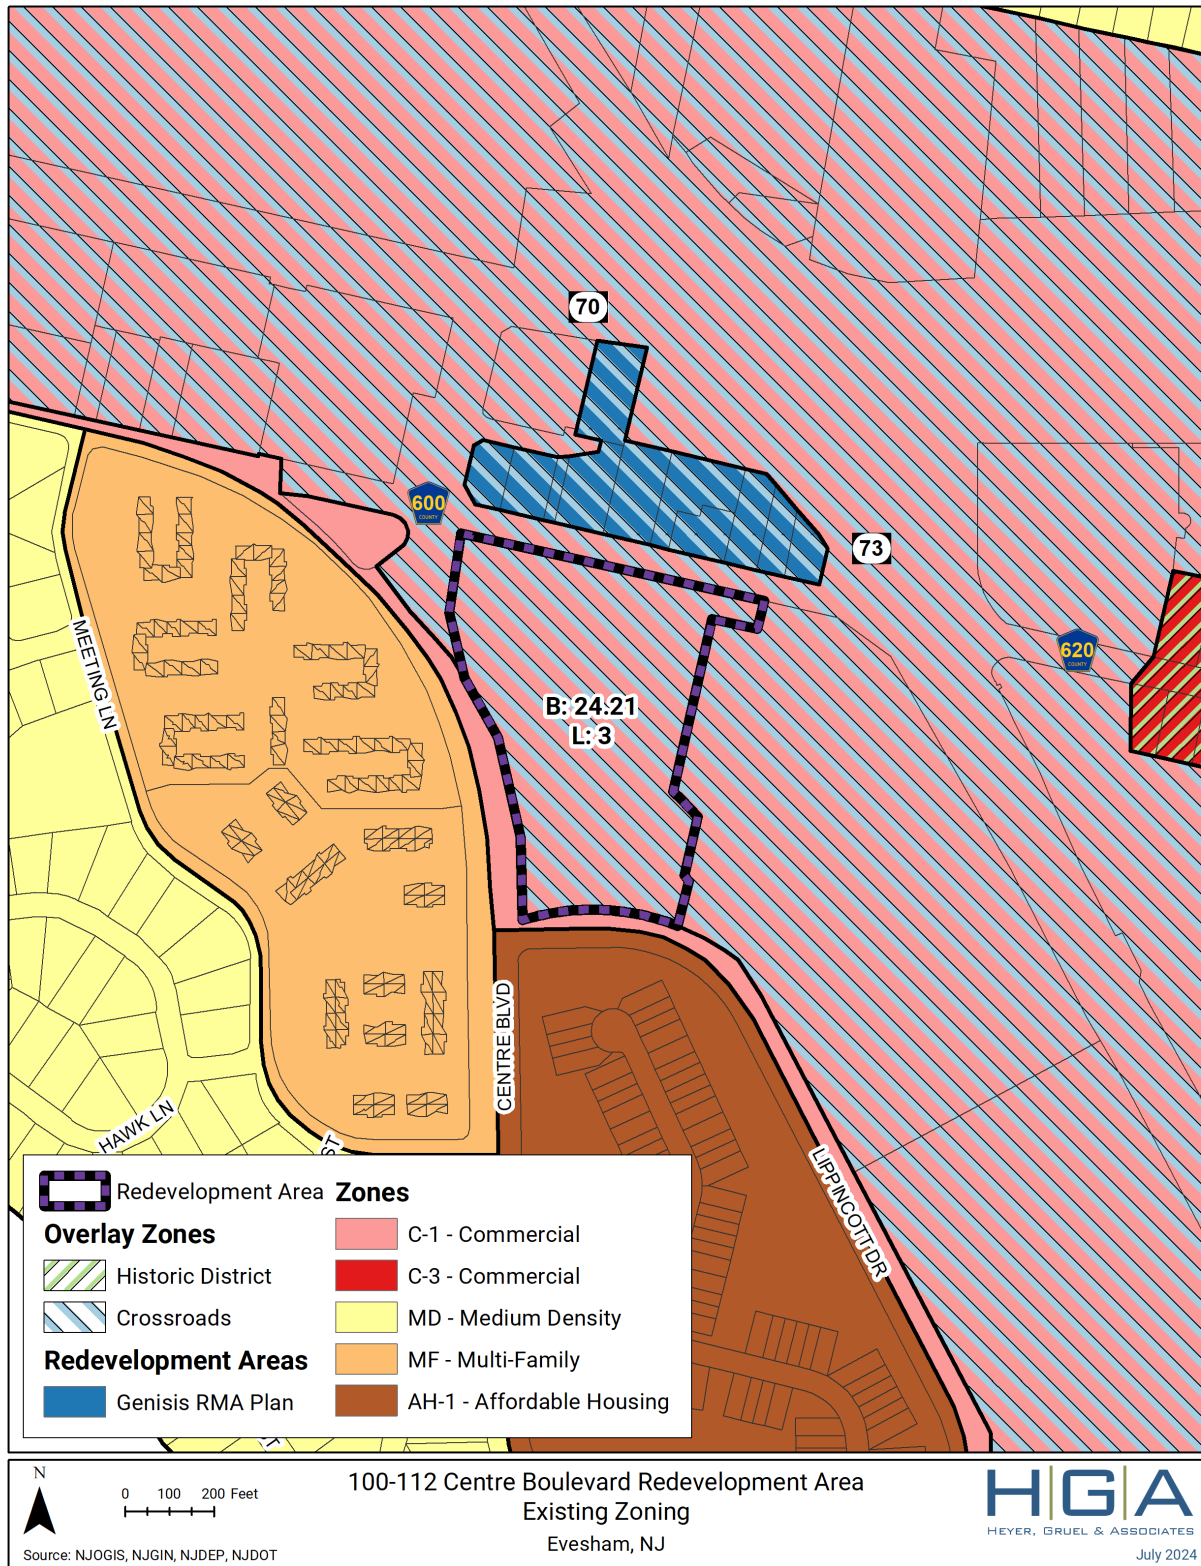 70
600
COUNTY
73
620
COUNTY
MEETING LN
B: 24.21
L: 3
CENTRE BLVD
HAWK LN
ST
LIPPINCOTT DR
Redevelopment Area
Overlay Zones
Historic District
Crossroads
Redevelopment Areas
Genisis RMA Plan
Zones
C-1 - Commercial
C-3 - Commercial
MD - Medium Density
MF - Multi-Family
AH-1 - Affordable Housing
N
0 100 200 Feet
Source: NJOGIS, NJGIN, NJDEP, NJDOT
100-112 Centre Boulevard Redevelopment Area
Existing Zoning
Evesham, NJ
H|G|A
HEYER, GRUEL & ASSOCIATES
July 2024